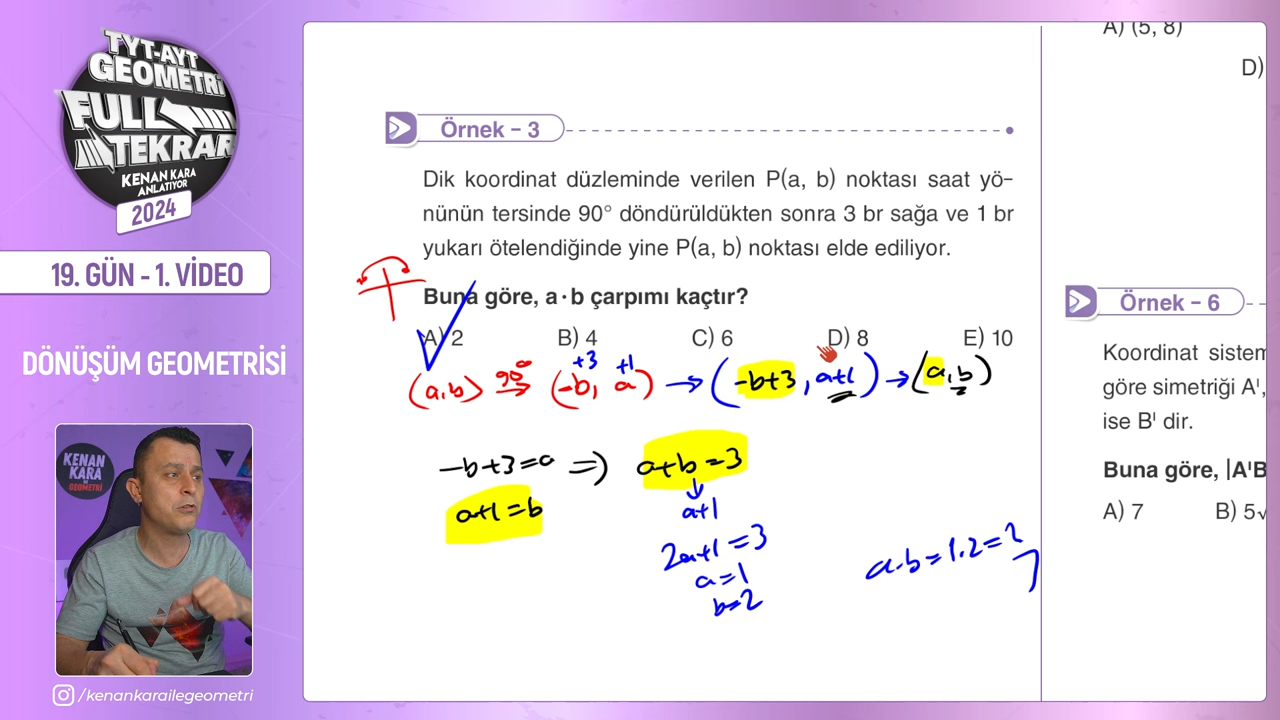 TYT-AYT
GEOMETRİ
FULL
TEKRAR
KENAN KARA
ANLATIYOR
2024
19. GÜN - 1. VİDEO
DÖNÜŞÜM GEOMETRİSİ
KENAN
KARA
GEOMETRİ
/kenankarailegeometri
Örnek - 3
Dik koordinat düzleminde verilen P(a, b) noktası saat yö-
nünün tersinde 90° döndürüldükten sonra 3 br sağa ve 1 br
yukarı ötelendiğinde yine P(a, b) noktası elde ediliyor.
Buna göre, a · b çarpımı kaçtır?
A) 2 B) 4 C) 6 D) 8 E) 10
+3 +1
(a,b) 90° → (-b, a) → (-b+3, a+1) → (a,b)
-b+3=a ⇒ a+b=3
a+1=b
a+1
2a+1=3
a=1
b=2
a.b=1.2=2
A) (5, 8)
D)
Örnek - 6
Koordinat sistem
göre simetriği A',
ise B' dir.
Buna göre, |A'B
A) 7 B) 5√